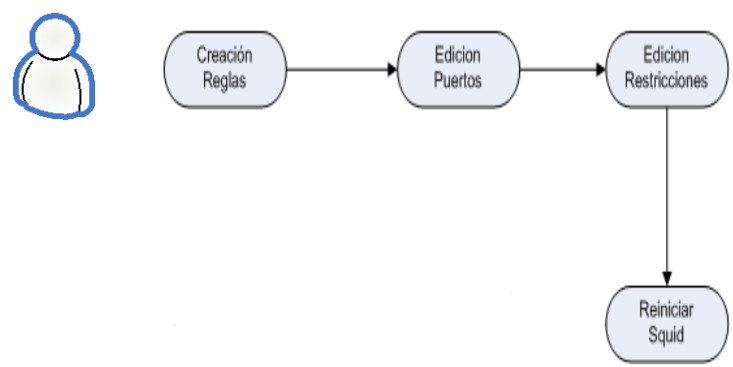 Creación
Reglas
Edicion
Puertos
Edicion
Restricciones
Reiniciar
Squid